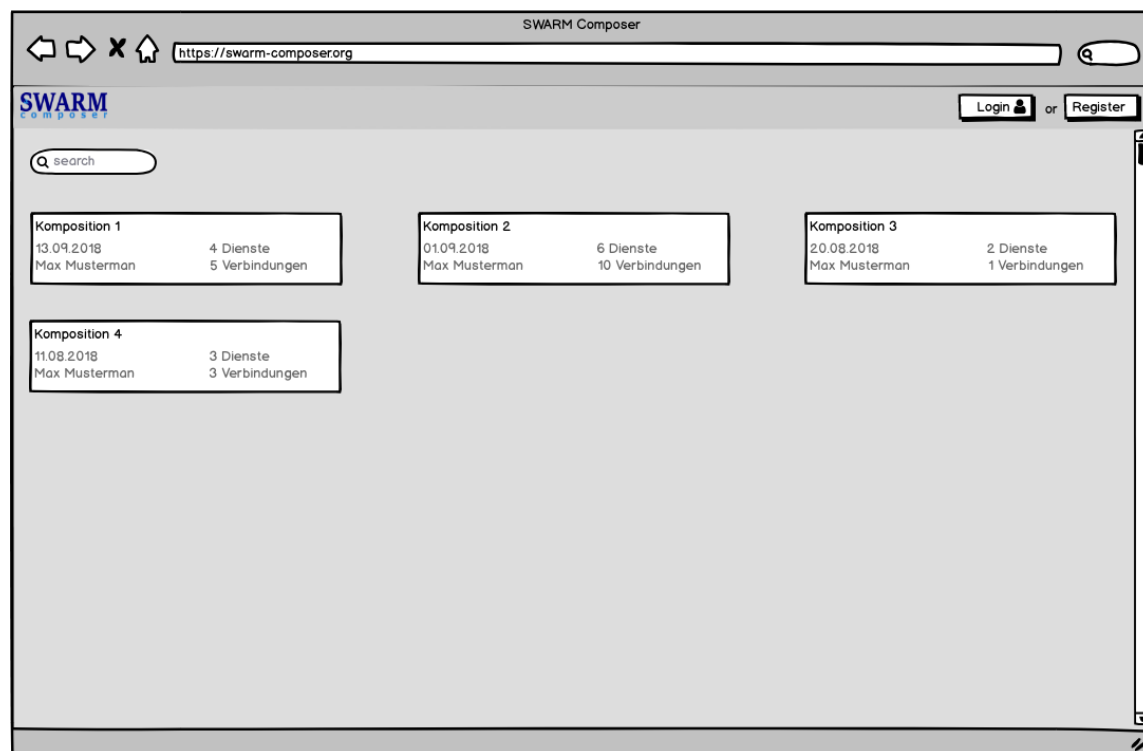 SWARM Composer
https://swarm-composer.org
SWARM
composer
Login or Register
search
Komposition 1
13.09.2018 4 Dienste
Max Musterman 5 Verbindungen
Komposition 2
01.09.2018 6 Dienste
Max Musterman 10 Verbindungen
Komposition 3
20.08.2018 2 Dienste
Max Musterman 1 Verbindungen
Komposition 4
11.08.2018 3 Dienste
Max Musterman 3 Verbindungen